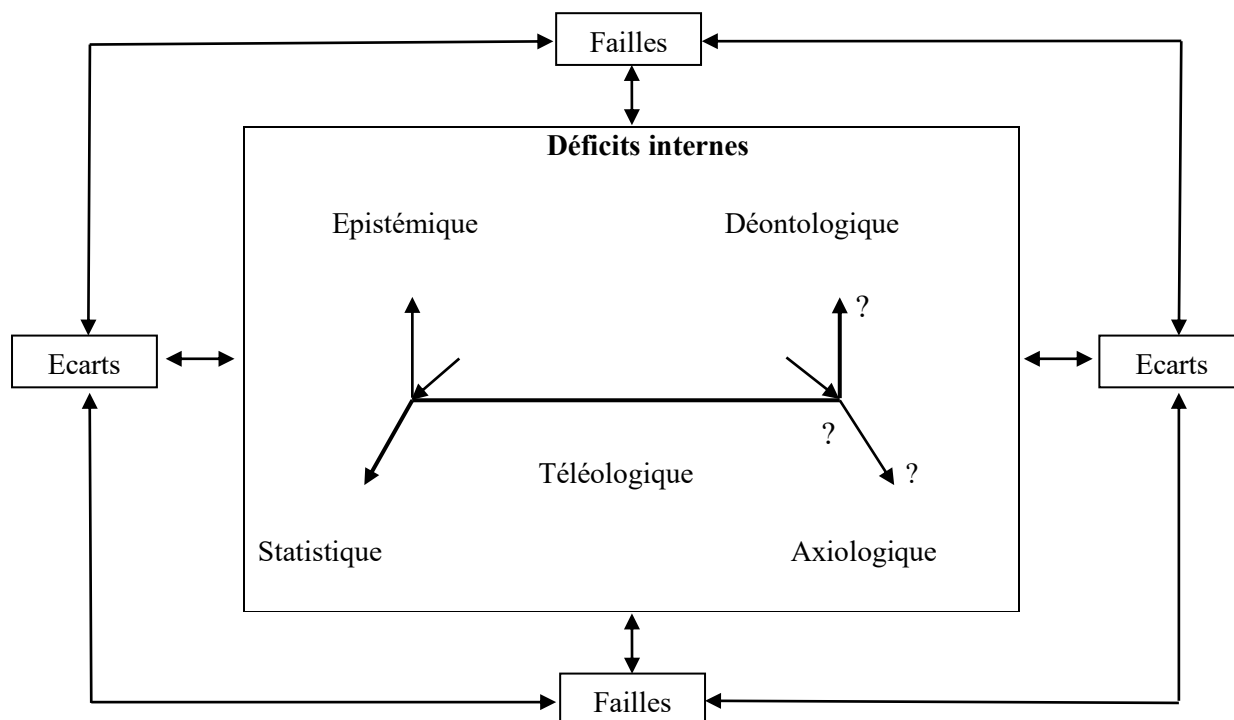 Failles
Déficits internes
Epistémique
Déontologique
?
Ecarts
Ecarts
?
?
Téléologique
Statistique
Axiologique
Failles